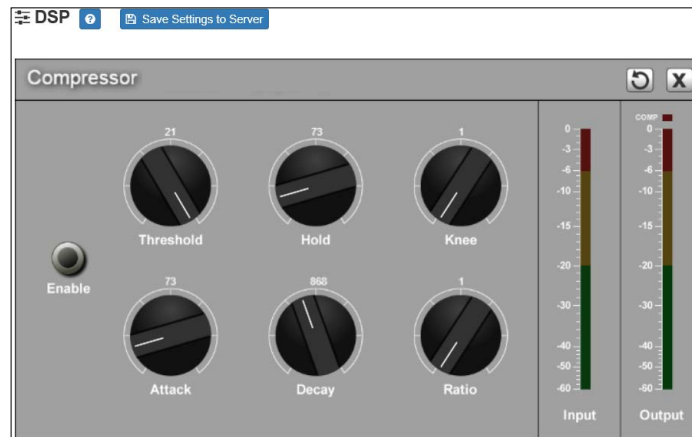 DSP ? Save Settings to Server
Compressor X
21 73 1
Threshold Hold Knee
Enable
73 868 1
Attack Decay Ratio
COMP
0 0
-3 -3
-6 -6
-10 -10
-15 -15
-20 -20
-30 -30
-40 -40
-50 -50
-60 -60
Input Output